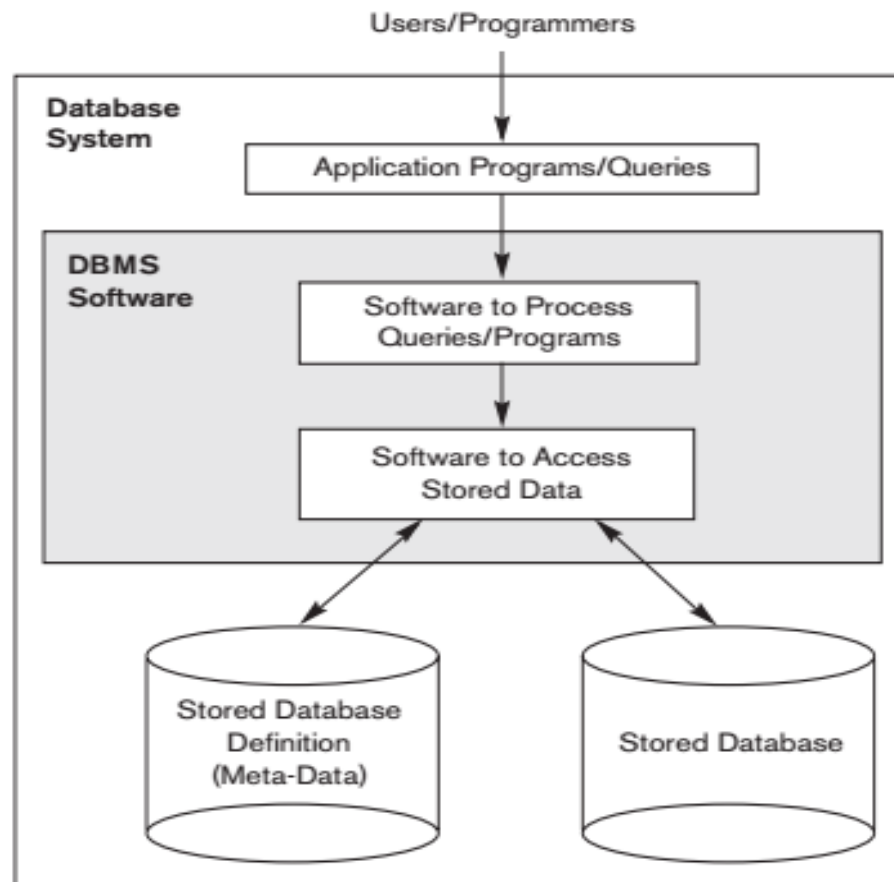 Users/Programmers
Database
System
Application Programs/Queries
DBMS
Software
Software to Process
Queries/Programs
Software to Access
Stored Data
Stored Database
Definition
(Meta-Data)
Stored Database